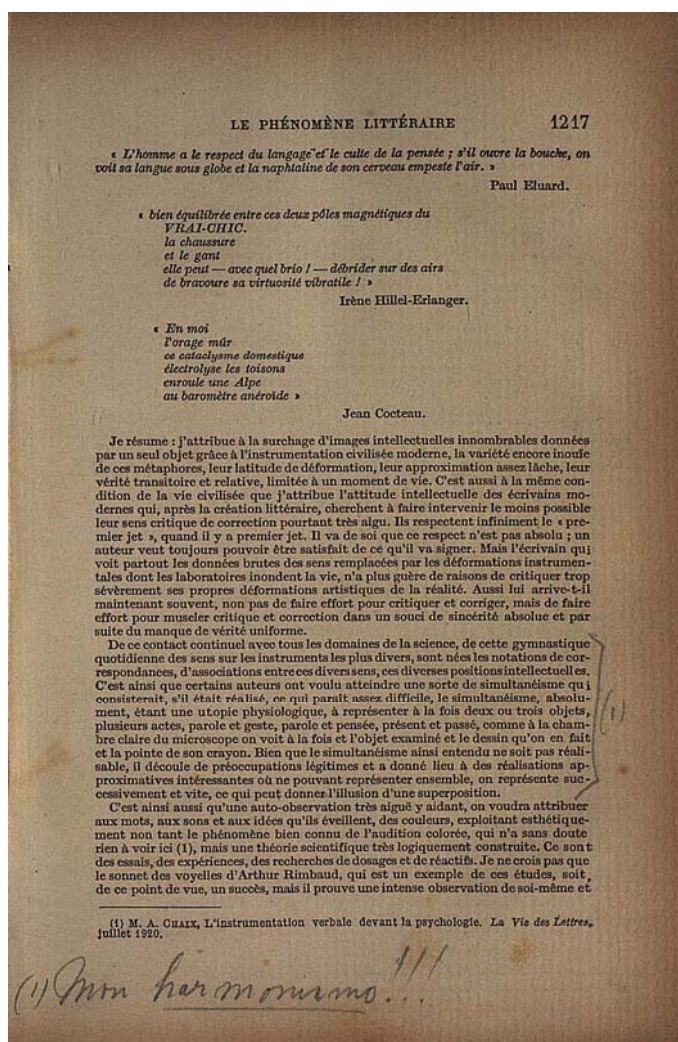 LE PHÉNOMÈNE LITTÉRAIRE 1217
« L'homme a le respect du langage et le culte de la pensée ; s'il ouvre la bouche, on
voit sa langue sous globe et la naphtaline de son cerveau empeste l'air. »
Paul Eluard.
« bien équilibrée entre ces deux pôles magnétiques du
VRAI-CHIC.
la chaussure
et le gant
elle peut — avec quel brio ! — débrider sur des airs
de bravoure sa virtuosité vibratile ! »
Irène Hillel-Erlanger.
« En moi
l'orage mûr
ce cataclysme domestique
électrolyse les toisons
enroule une Alpe
au baromètre anéroïde »
Jean Cocteau.
Je résume : j'attribue à la surchage d'images intellectuelles innombrables données
par un seul objet grâce à l'instrumentation civilisée moderne, la variété encore inouïe
de ces métaphores, leur latitude de déformation, leur approximation assez lâche, leur
vérité transitoire et relative, limitée à un moment de vie. C'est aussi à la même con-
dition de la vie civilisée que j'attribue l'attitude intellectuelle des écrivains mo-
dernes qui, après la création littéraire, cherchent à faire intervenir le moins possible
leur sens critique de correction pourtant très aigu. Ils respectent infiniment le « pre-
mier jet », quand il y a premier jet. Il va de soi que ce respect n'est pas absolu ; un
auteur veut toujours pouvoir être satisfait de ce qu'il va signer. Mais l'écrivain qui
voit partout les données brutes des sens remplacées par les déformations instrumen-
tales dont les laboratoires inondent la vie, n'a plus guère de raisons de critiquer trop
sévèrement ses propres déformations artistiques de la réalité. Aussi lui arrive-t-il
maintenant souvent, non pas de faire effort pour critiquer et corriger, mais de faire
effort pour museler critique et correction dans un souci de sincérité absolue et par
suite du manque de vérité uniforme.
De ce contact continuel avec tous les domaines de la science, de cette gymnastique
quotidienne des sens sur les instruments les plus divers, sont nées les notations de cor-
respondances, d'associations entre ces divers sens, ces diverses positions intellectuelles.
C'est ainsi que certains auteurs ont voulu atteindre une sorte de simultanéisme qui
consisterait, s'il était réalisé, ce qui paraît assez difficile, le simultanéisme, absolu-
ment, étant une utopie physiologique, à représenter à la fois deux ou trois objets,
plusieurs actes, parole et geste, parole et pensée, présent et passé, comme à la cham-
bre claire du microscope on voit à la fois et l'objet examiné et le dessin qu'on en fait
et la pointe de son crayon. Bien que le simultanéisme ainsi entendu ne soit pas réali-
sable, il découle de préoccupations légitimes et a donné lieu à des réalisations ap-
proximatives intéressantes où ne pouvant représenter ensemble, on représente suc-
cessivement et vite, ce qui peut donner l'illusion d'une superposition.
(1)
C'est ainsi aussi qu'une auto-observation très aiguë y aidant, on voudra attribuer
aux mots, aux sons et aux idées qu'ils éveillent, des couleurs, exploitant esthétique-
ment non tant le phénomène bien connu de l'audition colorée, qui n'a sans doute
rien à voir ici (1), mais une théorie scientifique très logiquement construite. Ce sont
des essais, des expériences, des recherches de dosages et de réactifs. Je ne crois pas que
le sonnet des voyelles d'Arthur Rimbaud, qui est un exemple de ces études, soit,
de ce point de vue, un succès, mais il prouve une intense observation de soi-même et
(1) M. A. CHAIX, L'instrumentation verbale devant la psychologie. La Vie des Lettres,
juillet 1920.
(1) Mon harmonismo!!!